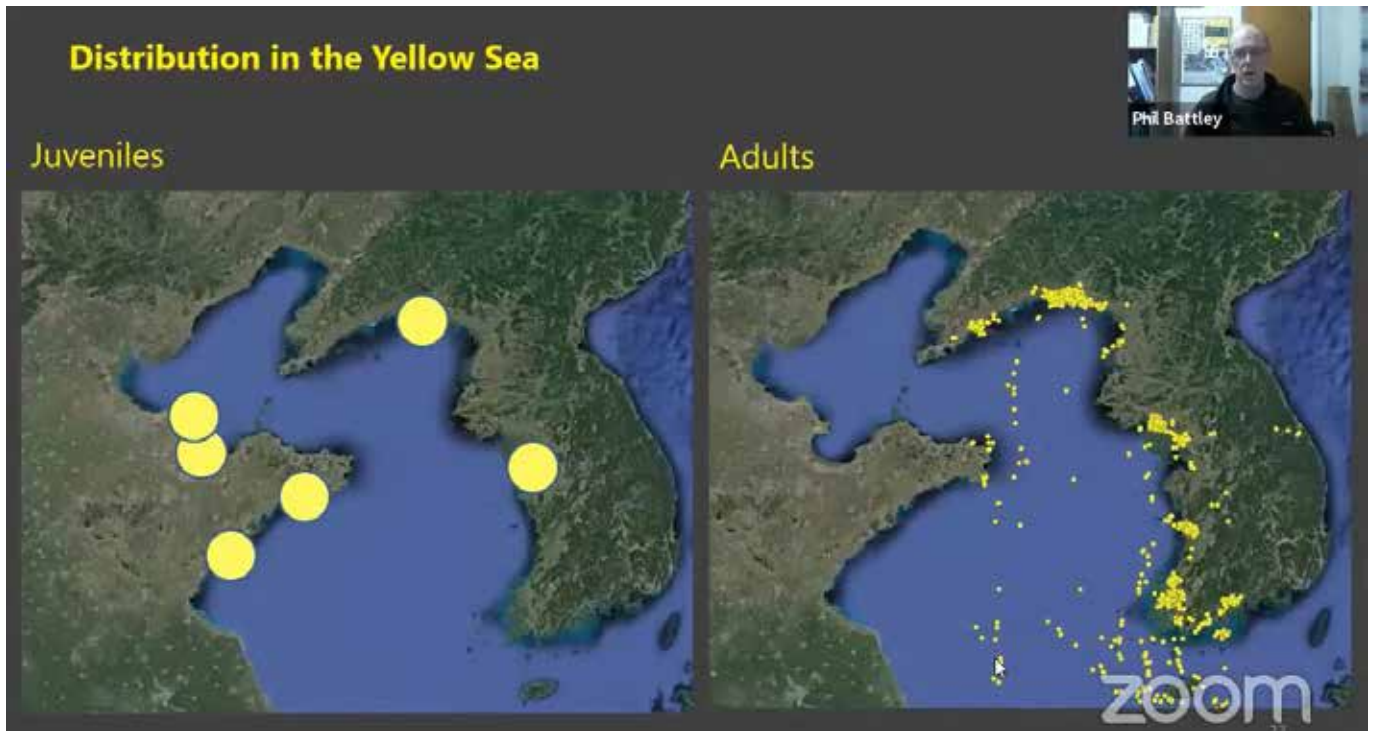 Distribution in the Yellow Sea
Phil Battley
Juveniles
Adults
zoom